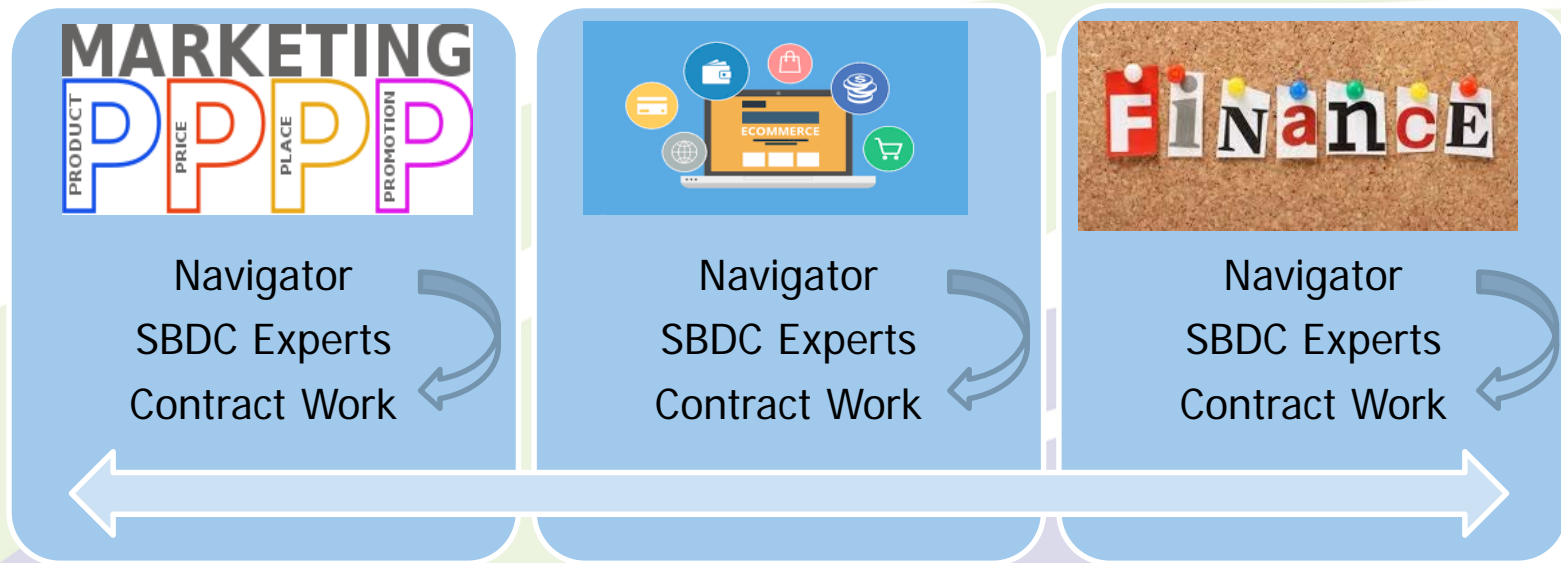 MARKETING
PRODUCT
PRICE
PLACE
PROMOTION
PPPP
Navigator
SBDC Experts
Contract Work
ECOMMERCE
Navigator
SBDC Experts
Contract Work
FiNanCE
Navigator
SBDC Experts
Contract Work